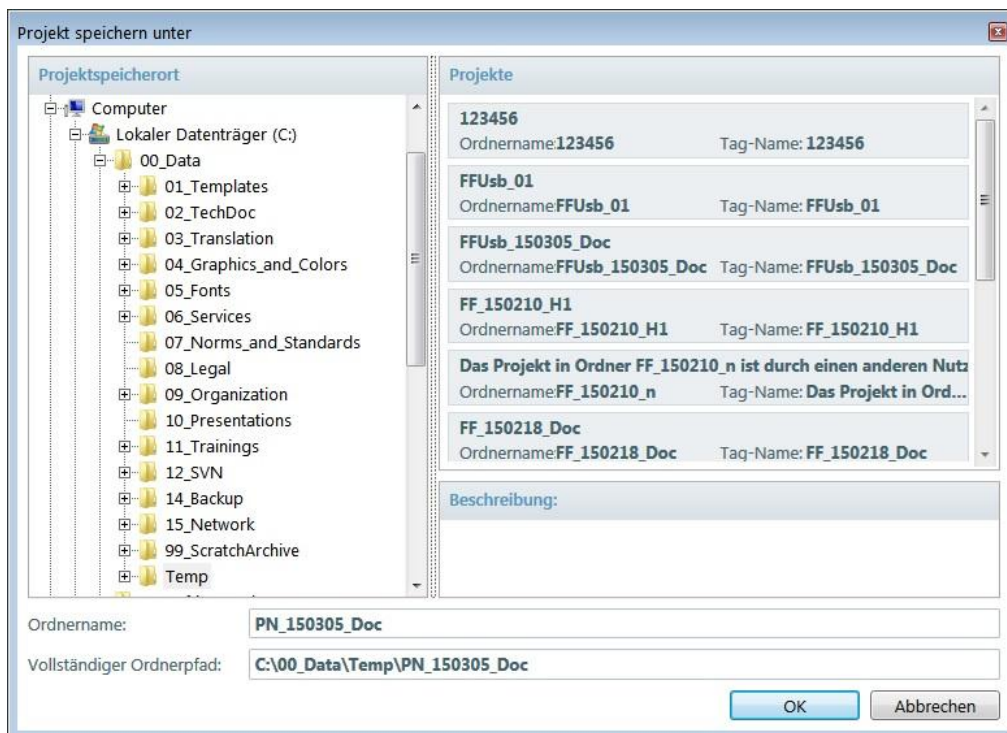 Projekt speichern unter
Projektspeicherort
Computer
Lokaler Datenträger (C:)
00_Data
01_Templates
02_TechDoc
03_Translation
04_Graphics_and_Colors
05_Fonts
06_Services
07_Norms_and_Standards
08_Legal
09_Organization
10_Presentations
11_Trainings
12_SVN
14_Backup
15_Network
99_ScratchArchive
Temp
Projekte
123456
Ordnername:123456 Tag-Name: 123456
FFUsb_01
Ordnername:FFUsb_01 Tag-Name: FFUsb_01
FFUsb_150305_Doc
Ordnername:FFUsb_150305_Doc Tag-Name: FFUsb_150305_Doc
FF_150210_H1
Ordnername:FF_150210_H1 Tag-Name: FF_150210_H1
Das Projekt in Ordner FF_150210_n ist durch einen anderen Nutz
Ordnername:FF_150210_n Tag-Name: Das Projekt in Ord...
FF_150218_Doc
Ordnername:FF_150218_Doc Tag-Name: FF_150218_Doc
Beschreibung:
Ordnername: PN_150305_Doc
Vollständiger Ordnerpfad: C:\00_Data\Temp\PN_150305_Doc
OK Abbrechen